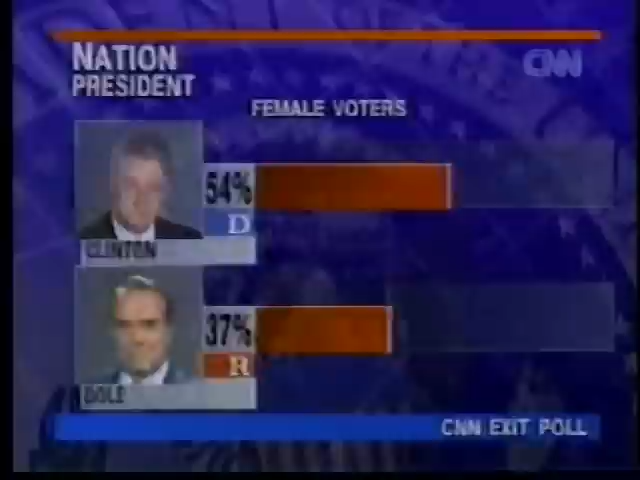 NATION
CNN
PRESIDENT
FEMALE VOTERS
54%
D
CLINTON
37%
R
DOLE
CNN EXIT POLL